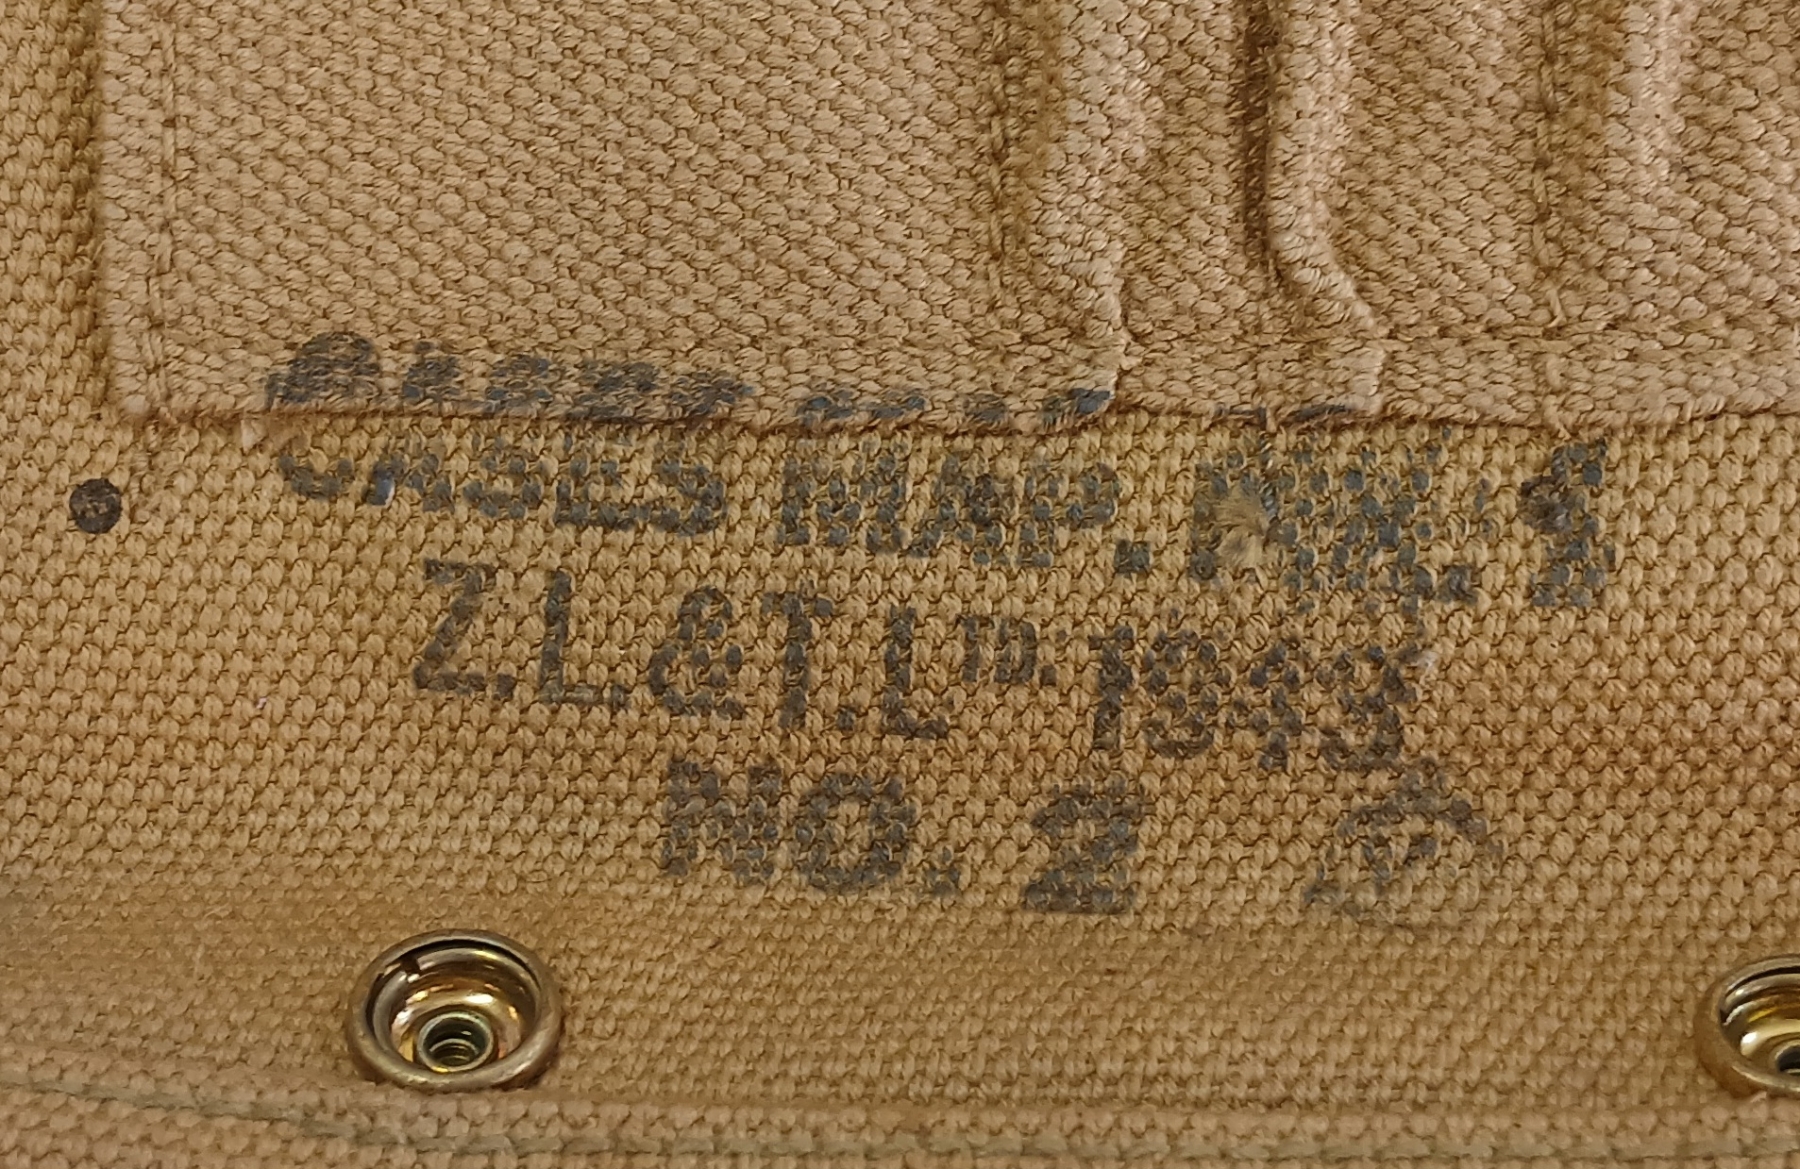 CASES MAP. MK. 1
Z.L.&T. LTD. 1943
NO. 2